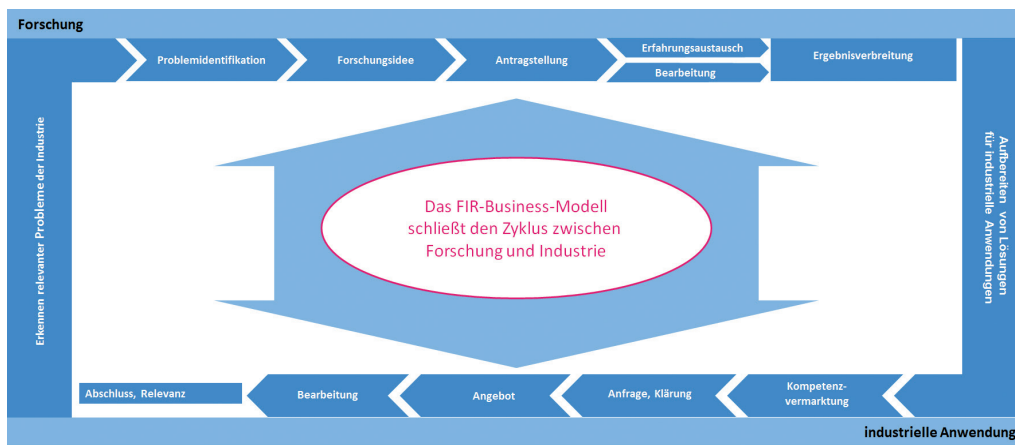 Forschung
Problemidentifikation
Forschungsidee
Antragstellung
Erfahrungsaustausch
Bearbeitung
Ergebnisverbreitung
Erkennen relevanter Probleme der Industrie
Das FIR-Business-Modell
schließt den Zyklus zwischen
Forschung und Industrie
Aufbereiten von Lösungen
für industrielle Anwendungen
Abschluss, Relevanz
Bearbeitung
Angebot
Anfrage, Klärung
Kompetenz-
vermarktung
industrielle Anwendung